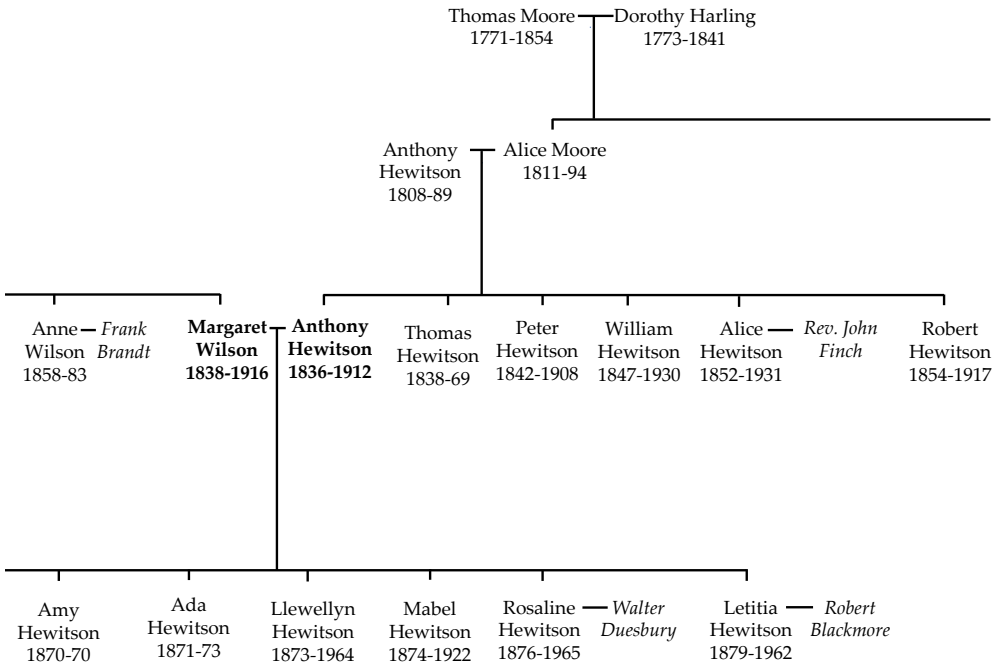 Thomas Moore
1771-1854
Dorothy Harling
1773-1841
Anthony
Hewitson
1808-89
Alice Moore
1811-94
Anne
Wilson
1858-83
Frank
Brandt
Margaret
Wilson
1838-1916
Anthony
Hewitson
1836-1912
Thomas
Hewitson
1838-69
Peter
Hewitson
1842-1908
William
Hewitson
1847-1930
Alice
Hewitson
1852-1931
Rev. John
Finch
Robert
Hewitson
1854-1917
Amy
Hewitson
1870-70
Ada
Hewitson
1871-73
Llewellyn
Hewitson
1873-1964
Mabel
Hewitson
1874-1922
Rosaline
Hewitson
1876-1965
Walter
Duesbury
Letitia
Hewitson
1879-1962
Robert
Blackmore